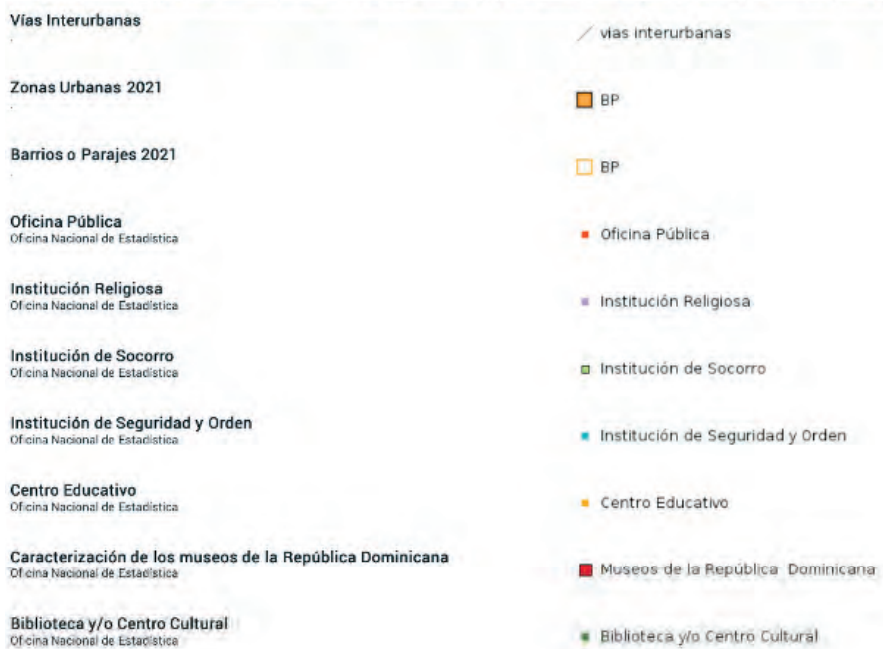 Vías Interurbanas
vias interurbanas
Zonas Urbanas 2021
BP
Barrios o Parajes 2021
BP
Oficina Pública
Oficina Nacional de Estadística
Oficina Pública
Institución Religiosa
Oficina Nacional de Estadística
Institución Religiosa
Institución de Socorro
Oficina Nacional de Estadística
Institución de Socorro
Institución de Seguridad y Orden
Oficina Nacional de Estadística
Institución de Seguridad y Orden
Centro Educativo
Oficina Nacional de Estadística
Centro Educativo
Caracterización de los museos de la República Dominicana
Oficina Nacional de Estadística
Museos de la República Dominicana
Biblioteca y/o Centro Cultural
Oficina Nacional de Estadística
Biblioteca y/o Centro Cultural